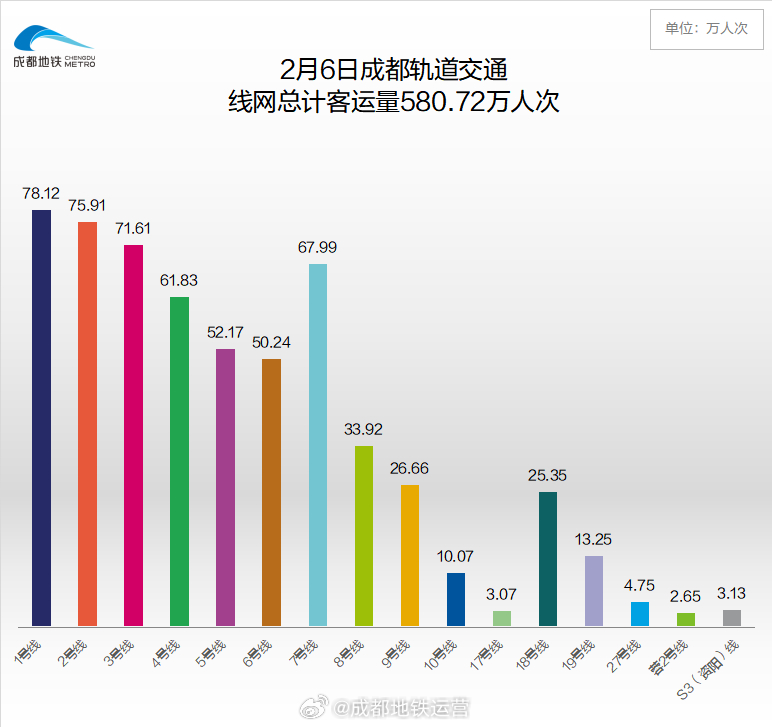 成都地铁 CHENGDU METRO
单位：万人次
2月6日成都轨道交通
线网总计客运量580.72万人次
78.12
75.91
71.61
61.83
52.17
50.24
67.99
33.92
26.66
10.07
3.07
25.35
13.25
4.75
2.65
3.13
1号线
2号线
3号线
4号线
5号线
6号线
7号线
8号线
9号线
10号线
17号线
18号线
19号线
27号线
蓉2号线
S3（资阳）线
@成都地铁运营